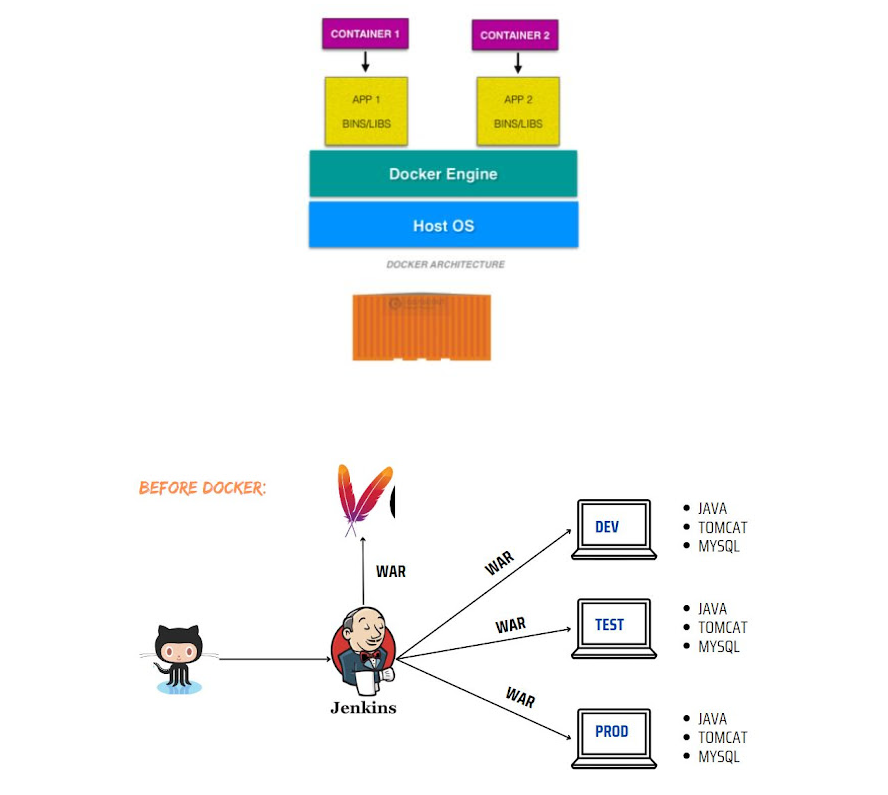 CONTAINER 1
CONTAINER 2
APP 1
BINS/LIBS
APP 2
BINS/LIBS
Docker Engine
Host OS
DOCKER ARCHITECTURE
BEFORE DOCKER:
WAR
Jenkins
WAR
WAR
WAR
DEV
JAVA
TOMCAT
MYSQL
TEST
JAVA
TOMCAT
MYSQL
PROD
JAVA
TOMCAT
MYSQL